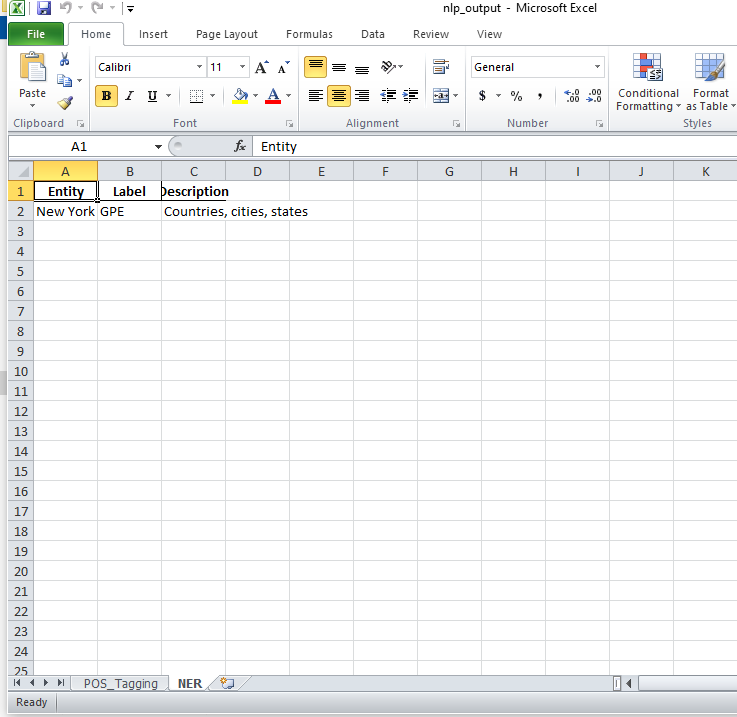 nlp_output - Microsoft Excel
File Home Insert Page Layout Formulas Data Review View
Calibri 11 A A General
Paste B I U A $ % , .00 .0
Conditional Format
Formatting as Table
Clipboard Font Alignment Number Styles
A1 fx Entity
A B C D E F G H I J K
1 Entity Label Description
2 New York GPE Countries, cities, states
3
4
5
6
7
8
9
10
11
12
13
14
15
16
17
18
19
20
21
22
23
24
25
POS_Tagging NER
Ready